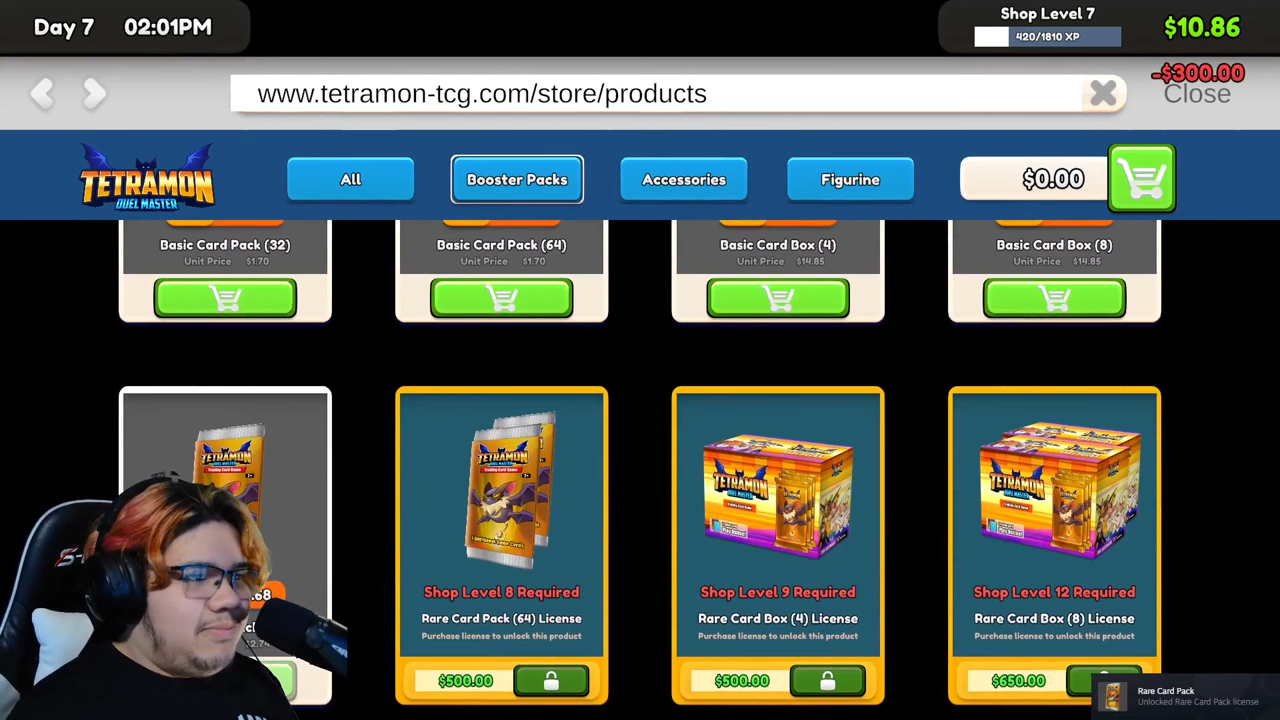 Day 7 02:01PM
Shop Level 7
420/1810 XP
$10.86
-$300.00
www.tetramon-tcg.com/store/products
Close
TETRAMON
DUEL MASTER
All
Booster Packs
Accessories
Figurine
$0.00
Basic Card Pack (32)
Unit Price $1.70
Basic Card Pack (64)
Unit Price $1.70
Basic Card Box (4)
Unit Price $14.85
Basic Card Box (8)
Unit Price $14.85
TETRAMON
TETRAMON
TETRAMON
TETRAMON
Shop Level 8 Required
Rare Card Pack (64) License
Purchase license to unlock this product
$500.00
Shop Level 9 Required
Rare Card Box (4) License
Purchase license to unlock this product
$500.00
Shop Level 12 Required
Rare Card Box (8) License
Purchase license to unlock this product
$650.00
Rare Card Pack
Unlocked Rare Card Pack license